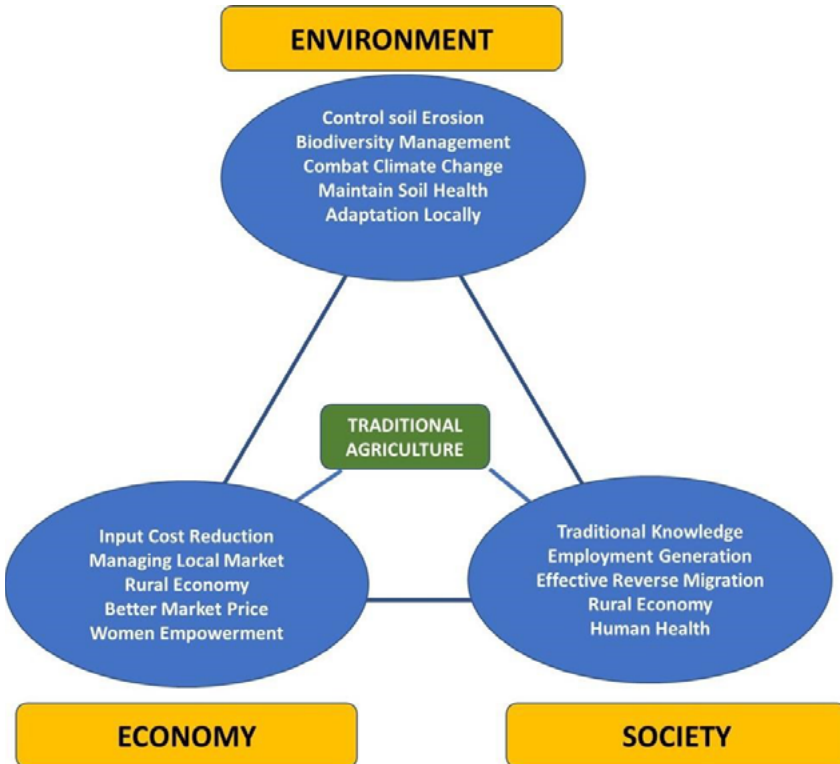 ENVIRONMENT
Control soil Erosion
Biodiversity Management
Combat Climate Change
Maintain Soil Health
Adaptation Locally
TRADITIONAL
AGRICULTURE
Input Cost Reduction
Managing Local Market
Rural Economy
Better Market Price
Women Empowerment
Traditional Knowledge
Employment Generation
Effective Reverse Migration
Rural Economy
Human Health
ECONOMY
SOCIETY